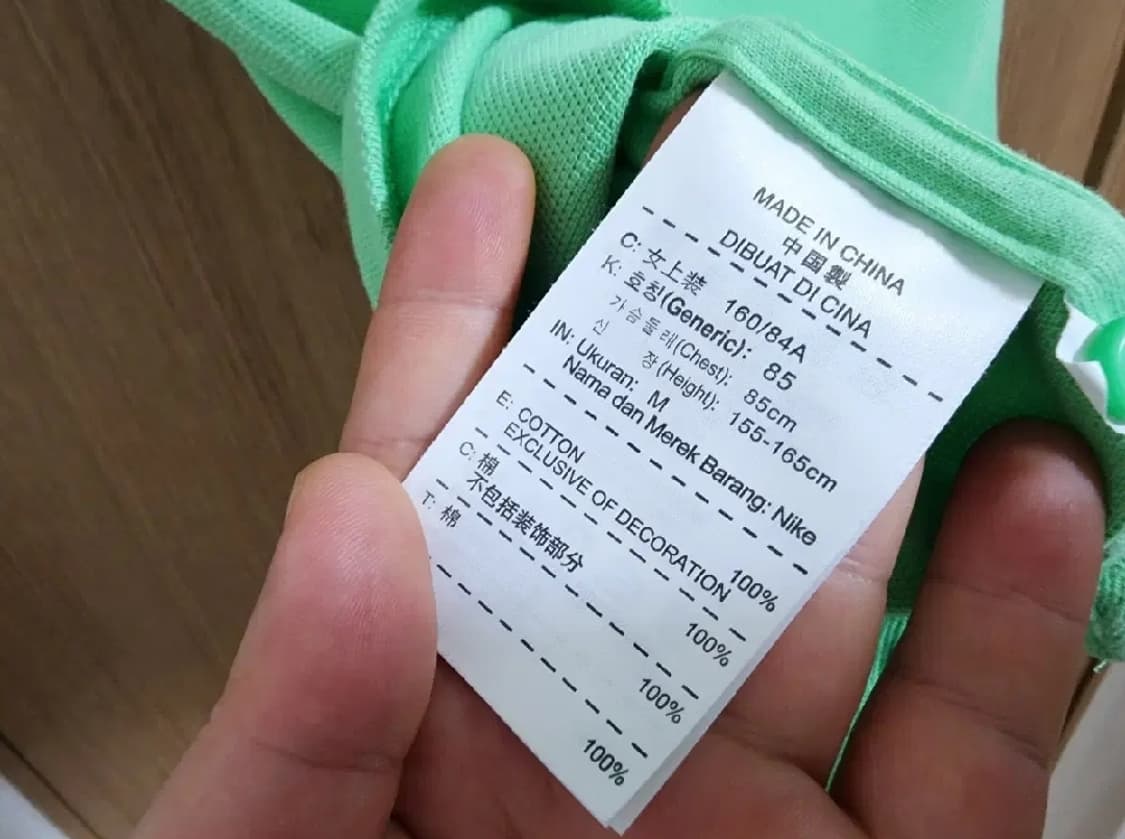 MADE IN CHINA
中国製
DIBUAT DI CINA
C: 女上装 160/84A
K: 호칭(Generic): 85
가슴둘레(Chest): 85cm
신 장(Height): 155-165cm
IN: Ukuran: M
Nama dan Merek Barang: Nike
E: COTTON 100%
EXCLUSIVE OF DECORATION
C: 棉 100%
不包括装饰部分
T: 棉 100%
100%